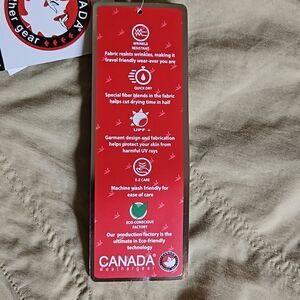 ADA
her gear
WRINKLE
RESISTANT
Fabric resists wrinkles, making it
travel friendly wear-ever you are
QUICK DRY
Special fiber blends in the fabric
helps cut drying time in half
UPF
Garment design and fabrication
helps protect your skin from
harmful UV rays
E-Z CARE
Machine wash friendly for
ease of care
ECO-CONSCIOUS
FACTORY
Our production factory is the
ultimate in Eco-friendly
technology
CANADA
weathergear